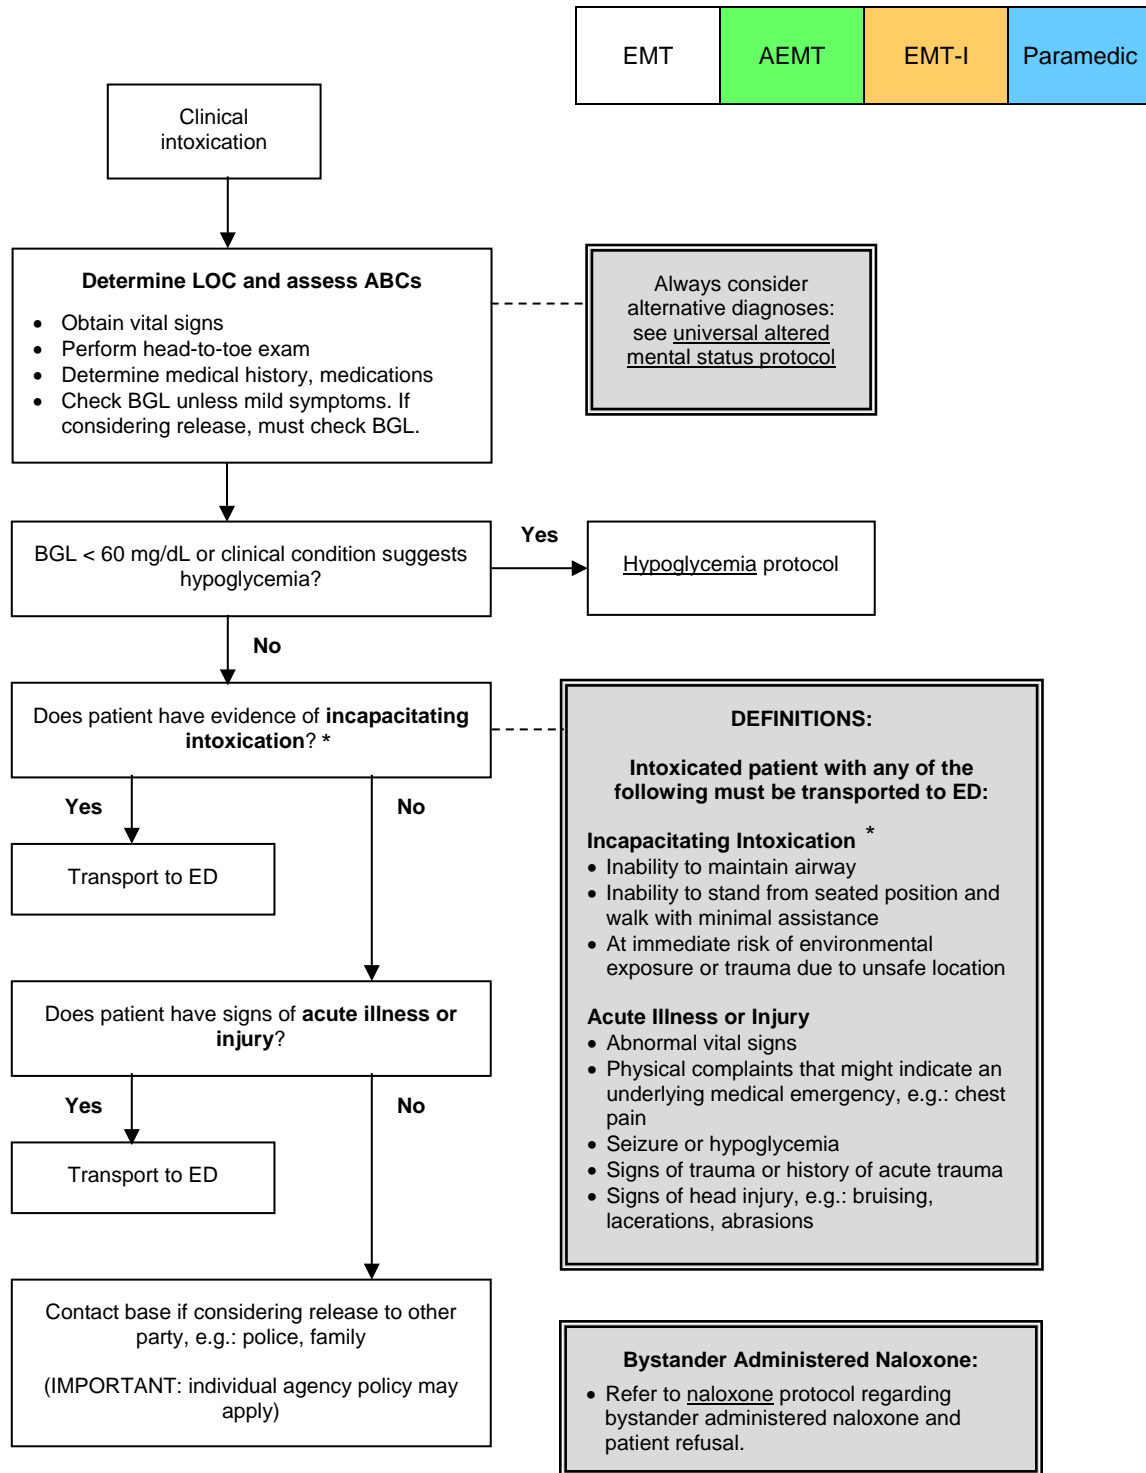 EMT AEMT EMT-I Paramedic
Clinical
intoxication
Determine LOC and assess ABCs
• Obtain vital signs
• Perform head-to-toe exam
• Determine medical history, medications
• Check BGL unless mild symptoms. If
considering release, must check BGL.
Always consider
alternative diagnoses:
see universal altered
mental status protocol
BGL < 60 mg/dL or clinical condition suggests
hypoglycemia?
Yes
Hypoglycemia protocol
No
Does patient have evidence of incapacitating
intoxication? *
Yes
No
Transport to ED
DEFINITIONS:
Intoxicated patient with any of the
following must be transported to ED:
Incapacitating Intoxication *
• Inability to maintain airway
• Inability to stand from seated position and
walk with minimal assistance
• At immediate risk of environmental
exposure or trauma due to unsafe location
Acute Illness or Injury
• Abnormal vital signs
• Physical complaints that might indicate an
underlying medical emergency, e.g.: chest
pain
• Seizure or hypoglycemia
• Signs of trauma or history of acute trauma
• Signs of head injury, e.g.: bruising,
lacerations, abrasions
Does patient have signs of acute illness or
injury?
Yes
No
Transport to ED
Contact base if considering release to other
party, e.g.: police, family
(IMPORTANT: individual agency policy may
apply)
Bystander Administered Naloxone:
• Refer to naloxone protocol regarding
bystander administered naloxone and
patient refusal.